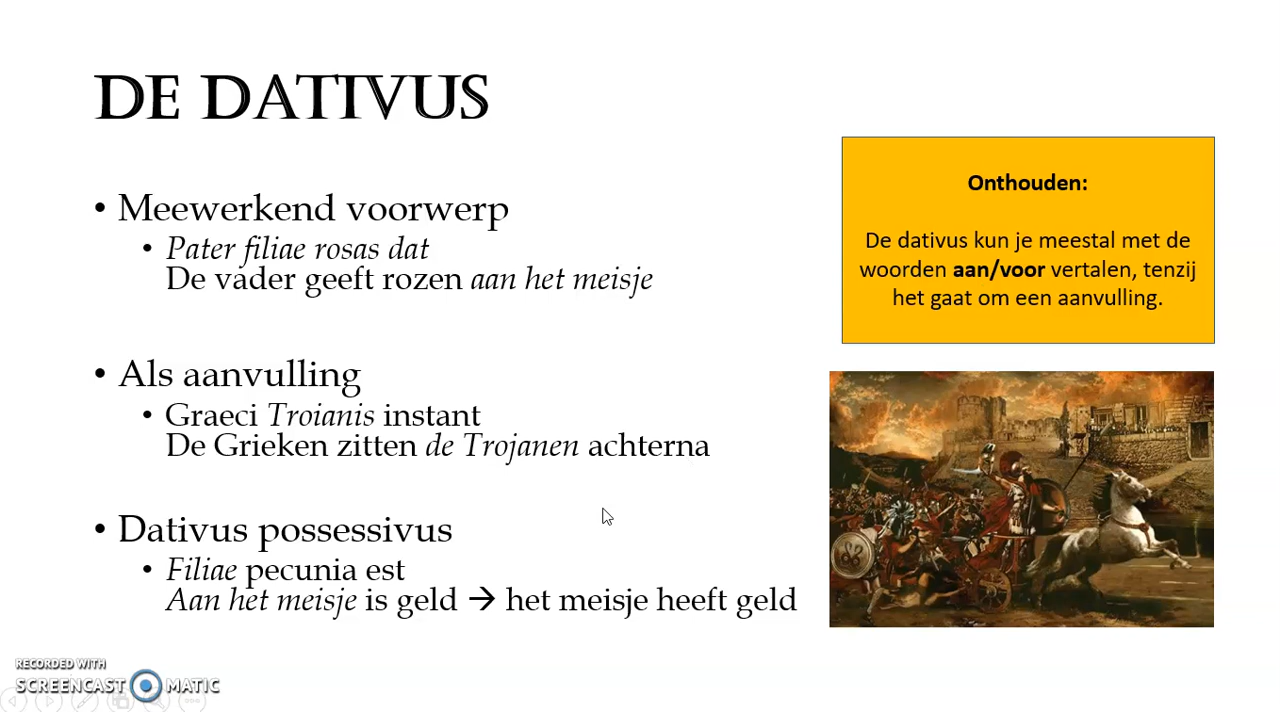 DE DATIVUS
• Meewerkend voorwerp
• Pater filiae rosas dat
De vader geeft rozen aan het meisje
• Als aanvulling
• Graeci Troianis instant
De Grieken zitten de Trojanen achterna
• Dativus possessivus
• Filiae pecunia est
Aan het meisje is geld → het meisje heeft geld
Onthouden:
De dativus kun je meestal met de
woorden aan/voor vertalen, tenzij
het gaat om een aanvulling.
RECORDED WITH
SCREENCAST MATIC